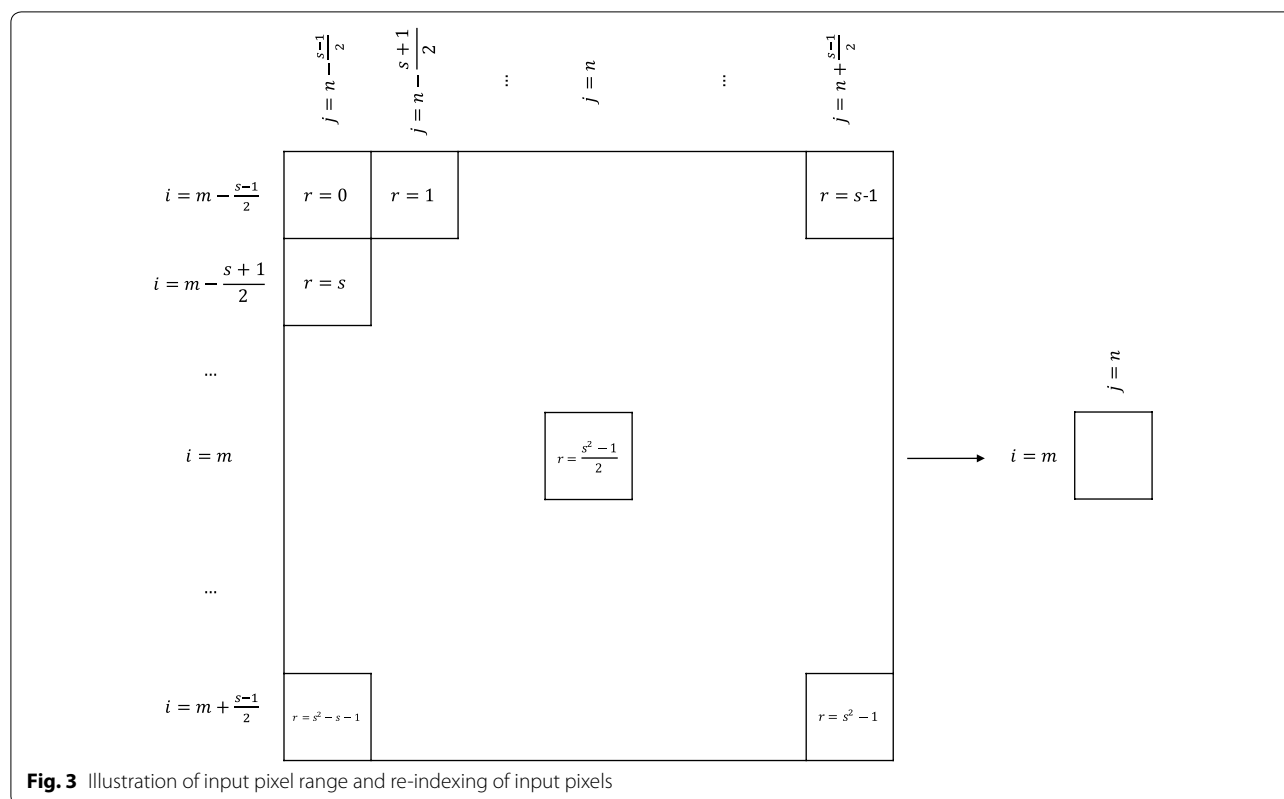 j = n − (s−1)/2
j = n − (s + 1)/2
...
j = n
...
j = n + (s−1)/2
i = m − (s−1)/2
r = 0
r = 1
r = s-1
i = m − (s + 1)/2
r = s
...
j = n
i = m
r = (s² − 1)/2
i = m
...
i = m + (s−1)/2
r = s² − s − 1
r = s² − 1
Fig. 3 Illustration of input pixel range and re-indexing of input pixels